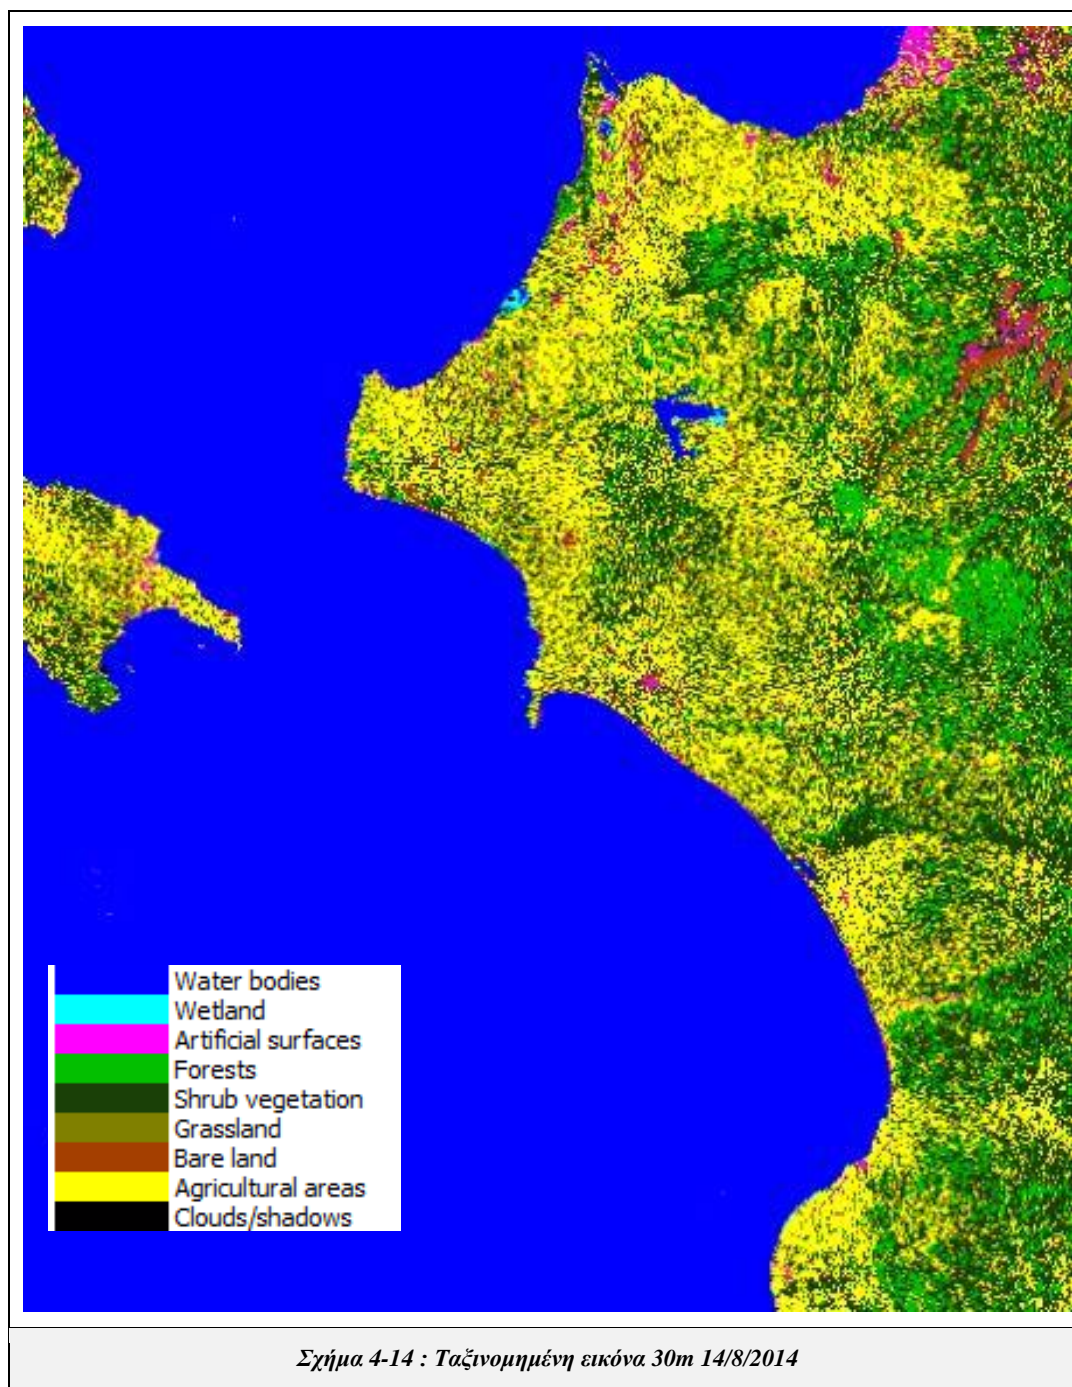 Water bodies
Wetland
Artificial surfaces
Forests
Shrub vegetation
Grassland
Bare land
Agricultural areas
Clouds/shadows
Σχήμα 4-14 : Ταξινομημένη εικόνα 30m 14/8/2014